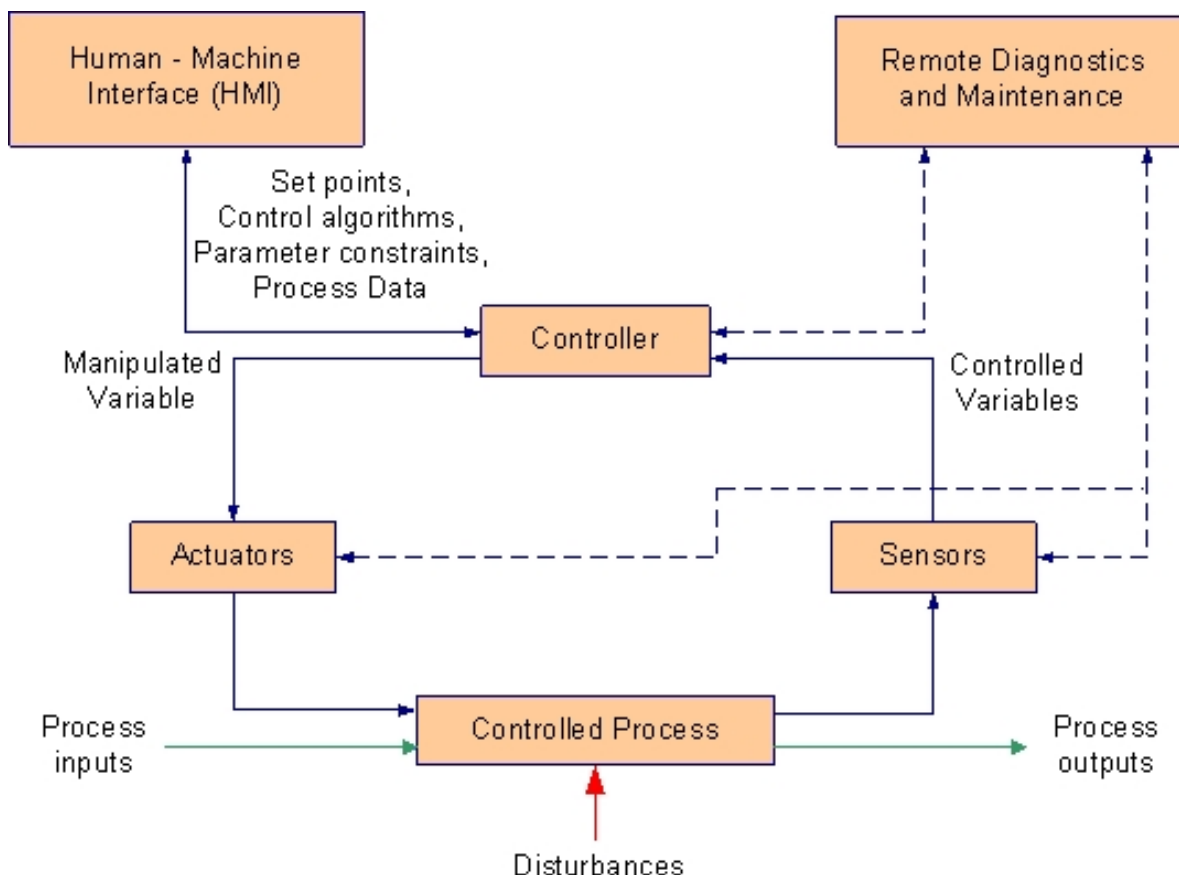 Human - Machine
Interface (HMI)
Remote Diagnostics
and Maintenance
Set points,
Control algorithms,
Parameter constraints,
Process Data
Controller
Manipulated
Variable
Controlled
Variables
Actuators
Sensors
Process
inputs
Controlled Process
Process
outputs
Disturbances